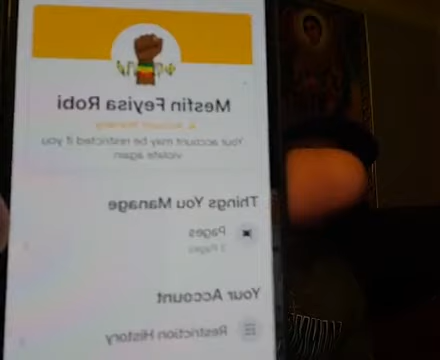 Mesfin Feyisa Robi
Account Warning
Your account may be restricted if you
violate again
Things You Manage
Pages
Pages
Your Account
Restriction History